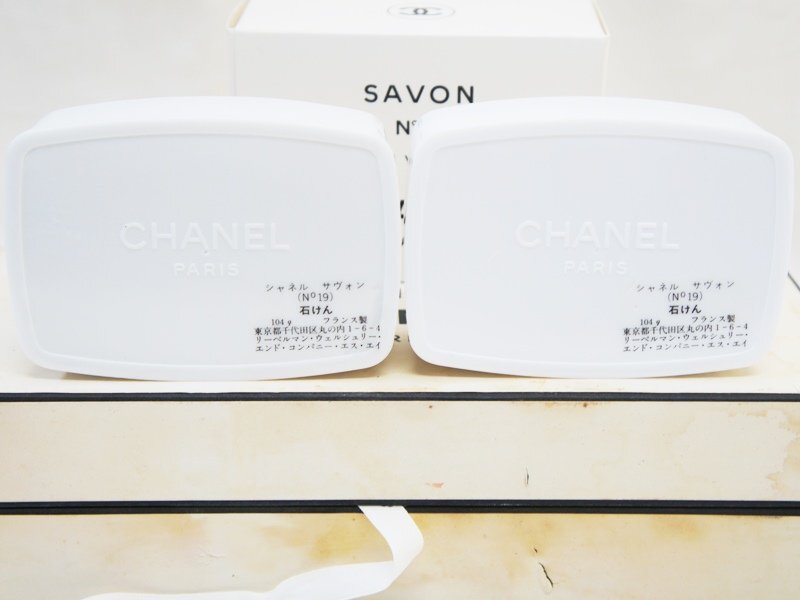 SAVON
Nº
CHANEL
PARIS
シャネル サヴォン
(Nº19)
石けん
104g フランス製
東京都千代田区丸の内1-6-4
リーベルマン・ウェルシュリー・
エンド・コンパニー・エス・エイ
CHANEL
PARIS
シャネル サヴォン
(Nº19)
石けん
104g フランス製
東京都千代田区丸の内1-6-4
リーベルマン・ウェルシュリー・
エンド・コンパニー・エス・エイ